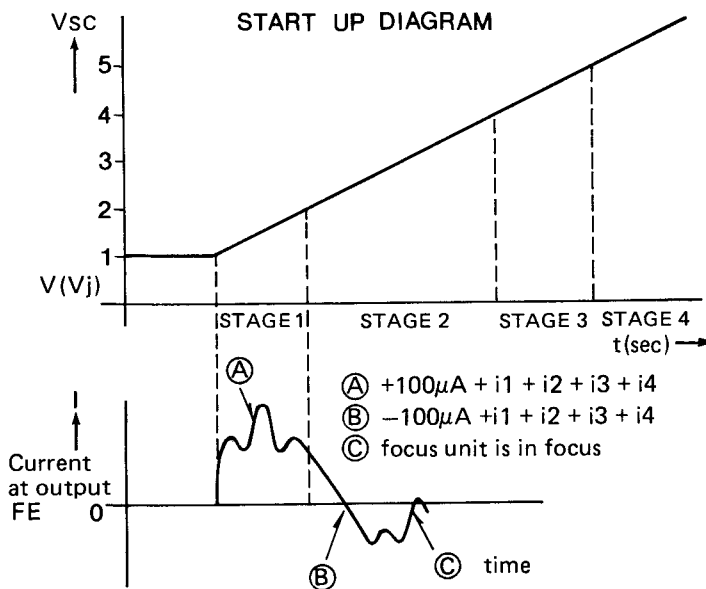 START UP DIAGRAM
Vsc
5
4
3
2
1
V(Vj)
STAGE 1 STAGE 2 STAGE 3 STAGE 4
t(sec)
I
Current
at output
FE 0
A
A +100μA + i1 + i2 + i3 + i4
B −100μA +i1 + i2 + i3 + i4
C focus unit is in focus
B
C time